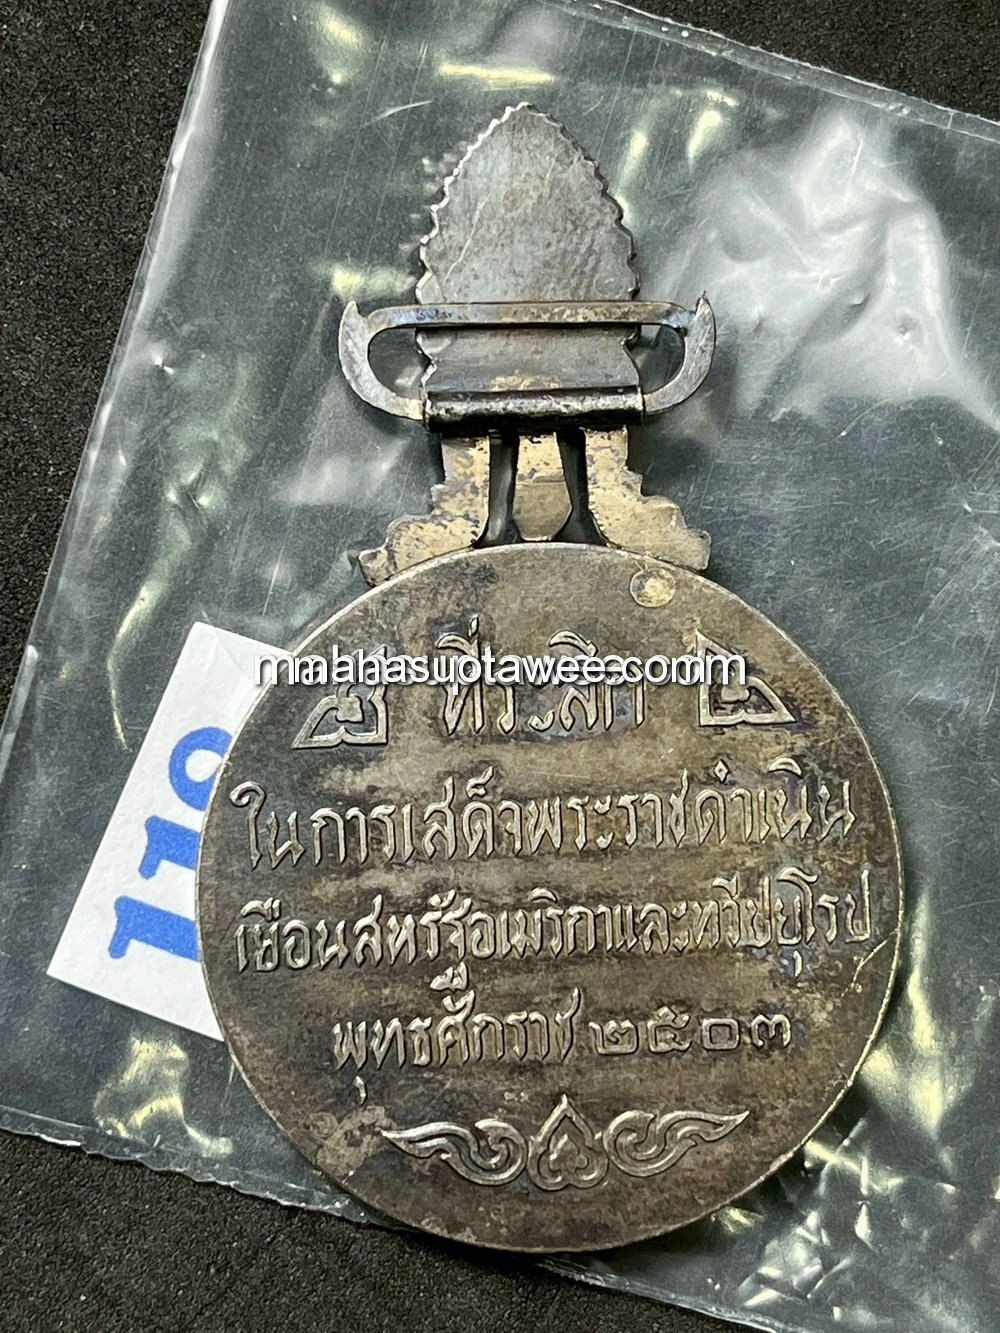 ที่ระลึก
mmahasuptawee.com
ในการเสด็จพระราชดำเนิน
เยือนสหรัฐอเมริกาและทวีปยุโรป
พุทธศักราช ๒๕๐๓